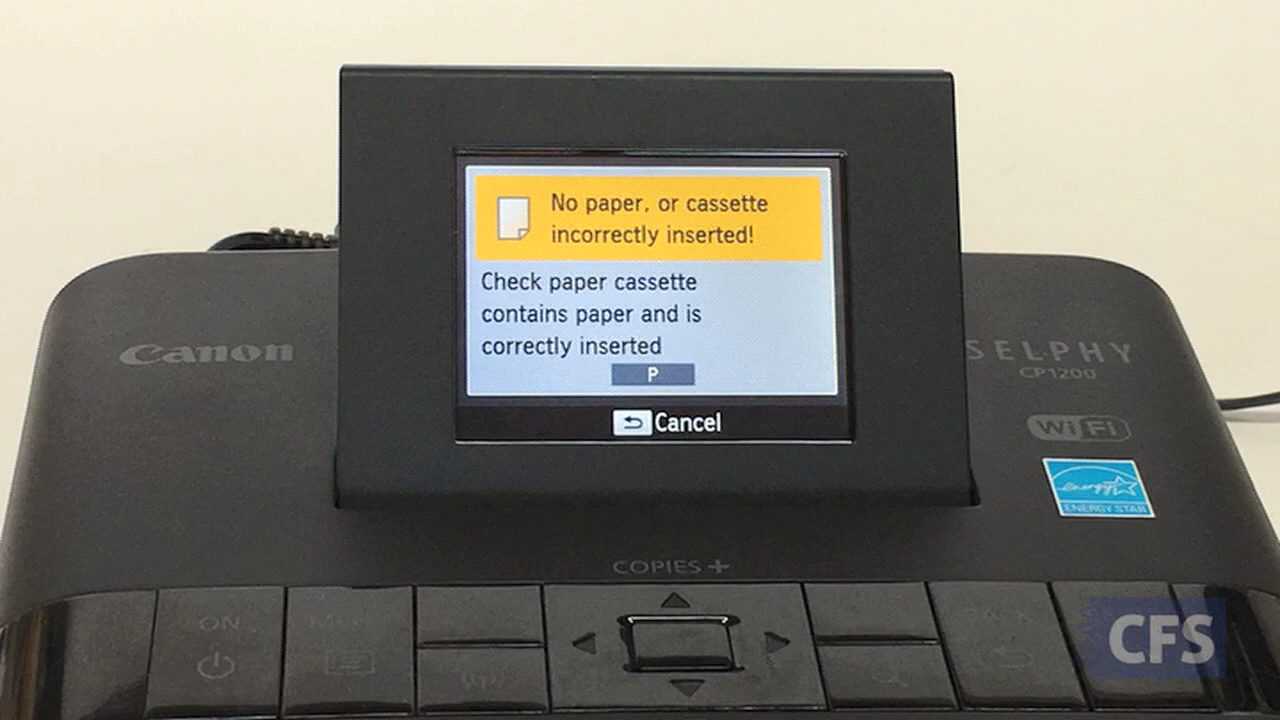 No paper, or cassette
incorrectly inserted!
Check paper cassette
contains paper and is
correctly inserted
P
Cancel
Canon
SELPHY
CP1200
WiFi
energy
ENERGY STAR
COPIES +
ON
CFS